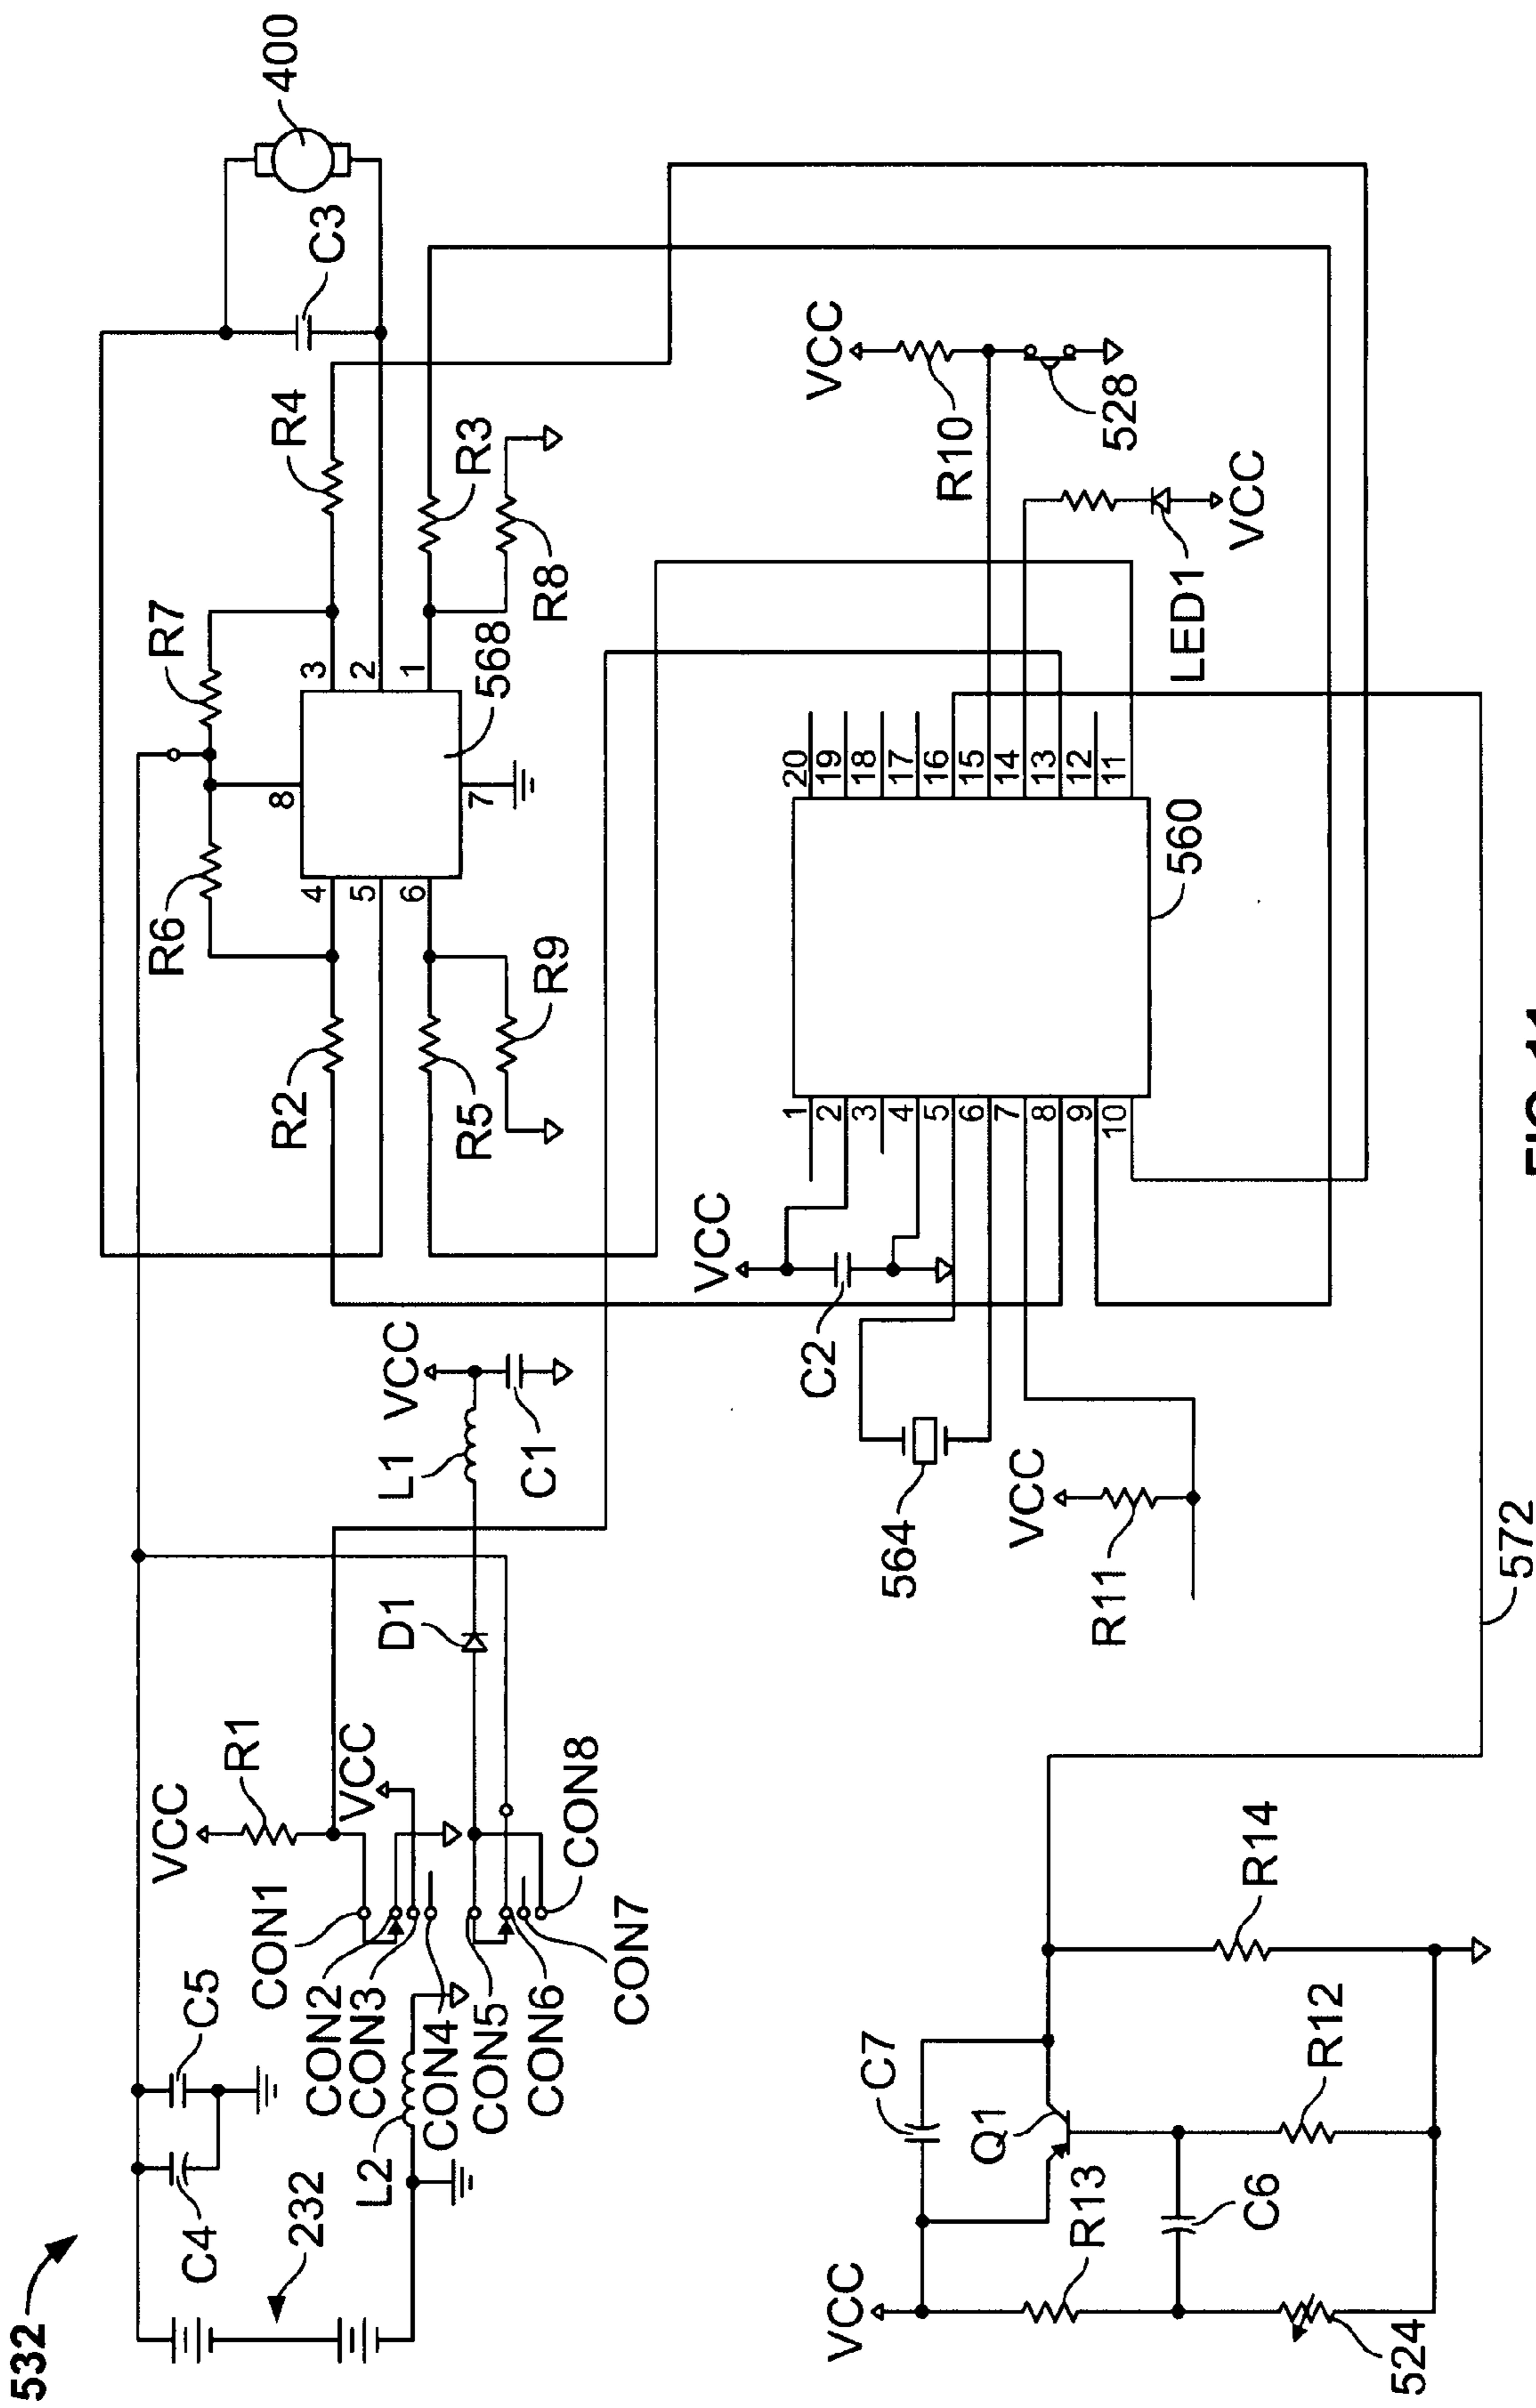 532
232
C4
C5
VCC
R1
VCC
CON1
CON2
CON3
CON4
CON5
CON6
CON7
CON8
L2
D1
L1
VCC
C1
R2
R6
R7
R4
R5
R9
R3
R8
4
5
6
8
7
3
2
1
568
C3
400
VCC
C2
564
VCC
R11
1
2
3
4
5
6
7
8
9
10
20
19
18
17
16
15
14
13
12
11
560
VCC
R10
528
LED1
VCC
572
VCC
C7
Q1
R13
C6
R12
R14
524